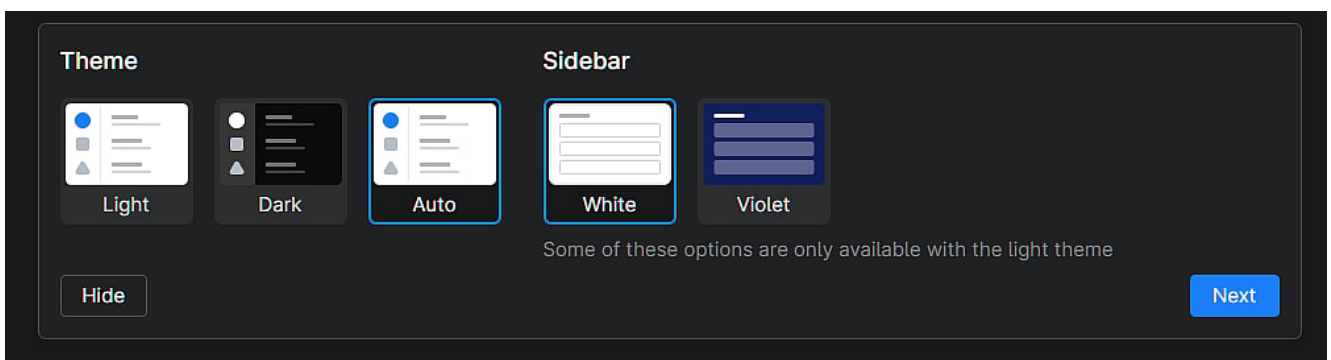 Theme
Sidebar
Light
Dark
Auto
White
Violet
Some of these options are only available with the light theme
Hide
Next